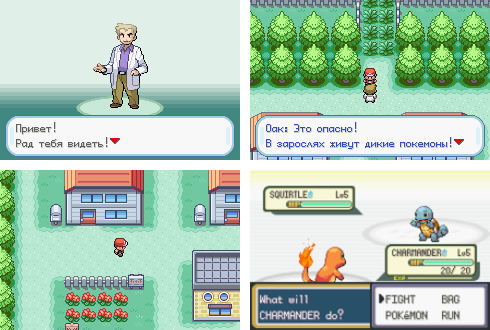 Привет!
Рад тебя видеть!
Оак: Это опасно!
В зарослях живут дикие покемоны!
SQUIRTLE♂ Lv5
CHARMANDER♂ Lv5
20/ 20
EXP
What will
CHARMANDER do?
FIGHT BAG
POKéMON RUN